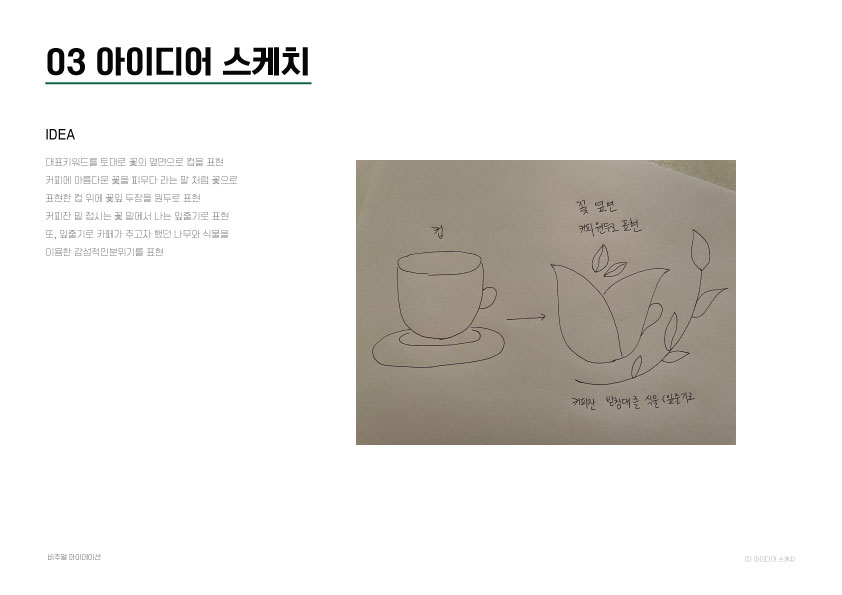 03 아이디어 스케치
IDEA
대표키워드를 토대로 꽃의 옆면으로 컵을 표현
커피에 아름다운 꽃을 피우다 라는 말 처럼 꽃으로
표현한 컵 위에 꽃잎 두장을 원두로 표현
커피잔 밑 접시는 꽃 밑에서 나는 잎줄기로 표현
또, 잎줄기로 카페가 주고자 했던 나무와 식물을
이용한 감성적인분위기를 표현
컵
꽃 옆면
커피 원두로 표현
커피잔 받침대를 식물 (잎줄기로
비주얼 아이데이션
03 아이디어 스케치